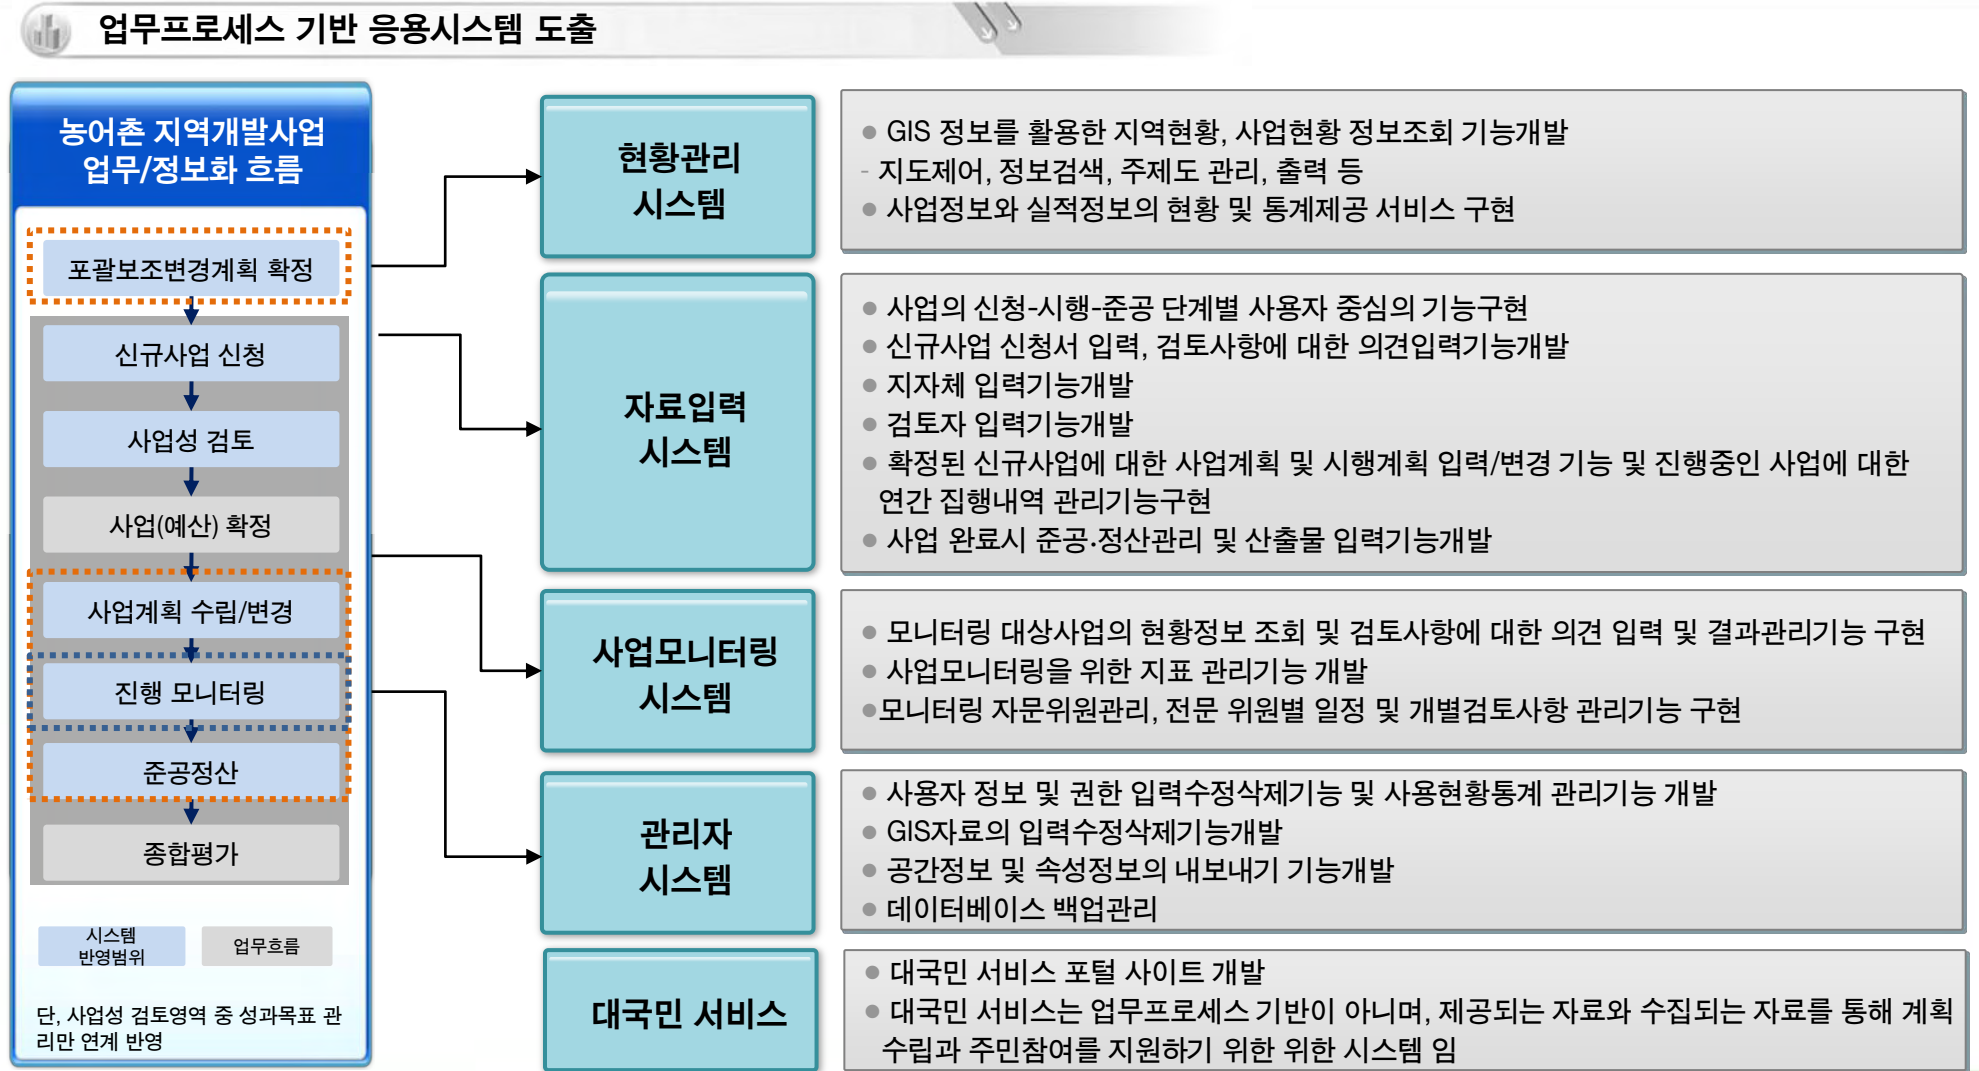 업무프로세스 기반 응용시스템 도출
농어촌 지역개발사업
업무/정보화 흐름
포괄보조변경계획 확정
신규사업 신청
사업성 검토
사업(예산) 확정
사업계획 수립/변경
진행 모니터링
준공정산
종합평가
시스템
반영범위
업무흐름
단, 사업성 검토영역 중 성과목표 관
리만 연계 반영
현황관리
시스템
● GIS 정보를 활용한 지역현황, 사업현황 정보조회 기능개발
- 지도제어, 정보검색, 주제도 관리, 출력 등
● 사업정보와 실적정보의 현황 및 통계제공 서비스 구현
자료입력
시스템
● 사업의 신청-시행-준공 단계별 사용자 중심의 기능구현
● 신규사업 신청서 입력, 검토사항에 대한 의견입력기능개발
● 지자체 입력기능개발
● 검토자 입력기능개발
● 확정된 신규사업에 대한 사업계획 및 시행계획 입력/변경 기능 및 진행중인 사업에 대한
연간 집행내역 관리기능구현
● 사업 완료시 준공.정산관리 및 산출물 입력기능개발
사업모니터링
시스템
● 모니터링 대상사업의 현황정보 조회 및 검토사항에 대한 의견 입력 및 결과관리기능 구현
● 사업모니터링을 위한 지표 관리기능 개발
●모니터링 자문위원관리, 전문 위원별 일정 및 개별검토사항 관리기능 구현
관리자
시스템
● 사용자 정보 및 권한 입력수정삭제기능 및 사용현황통계 관리기능 개발
● GIS자료의 입력수정삭제기능개발
● 공간정보 및 속성정보의 내보내기 기능개발
● 데이터베이스 백업관리
대국민 서비스
● 대국민 서비스 포털 사이트 개발
● 대국민 서비스는 업무프로세스 기반이 아니며, 제공되는 자료와 수집되는 자료를 통해 계획
수립과 주민참여를 지원하기 위한 위한 시스템 임